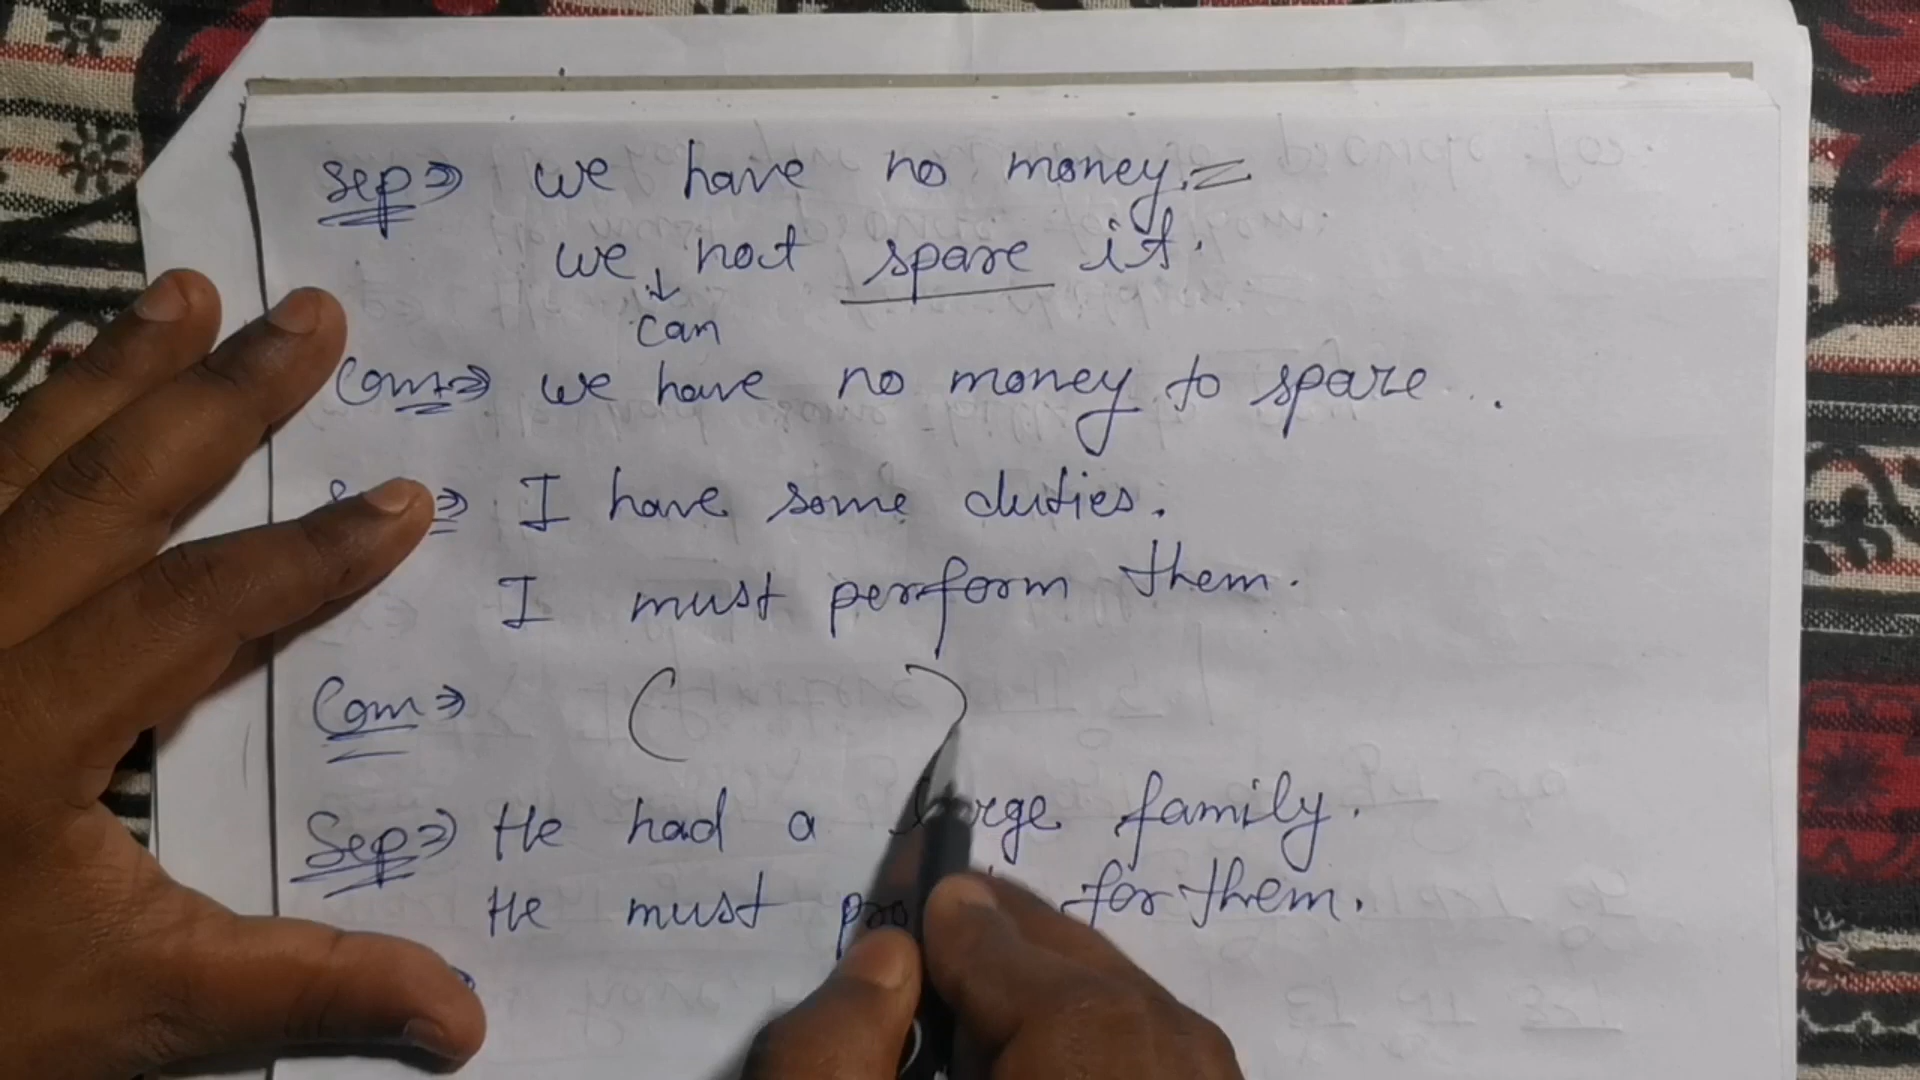 Sep⇒ we have no money.
we not spare it.
↓
can
Com⇒ we have no money to spare.
⇒ I have some duties.
I must perform them.
Com⇒ ( )
Sep⇒ He had a family.
He must for them.